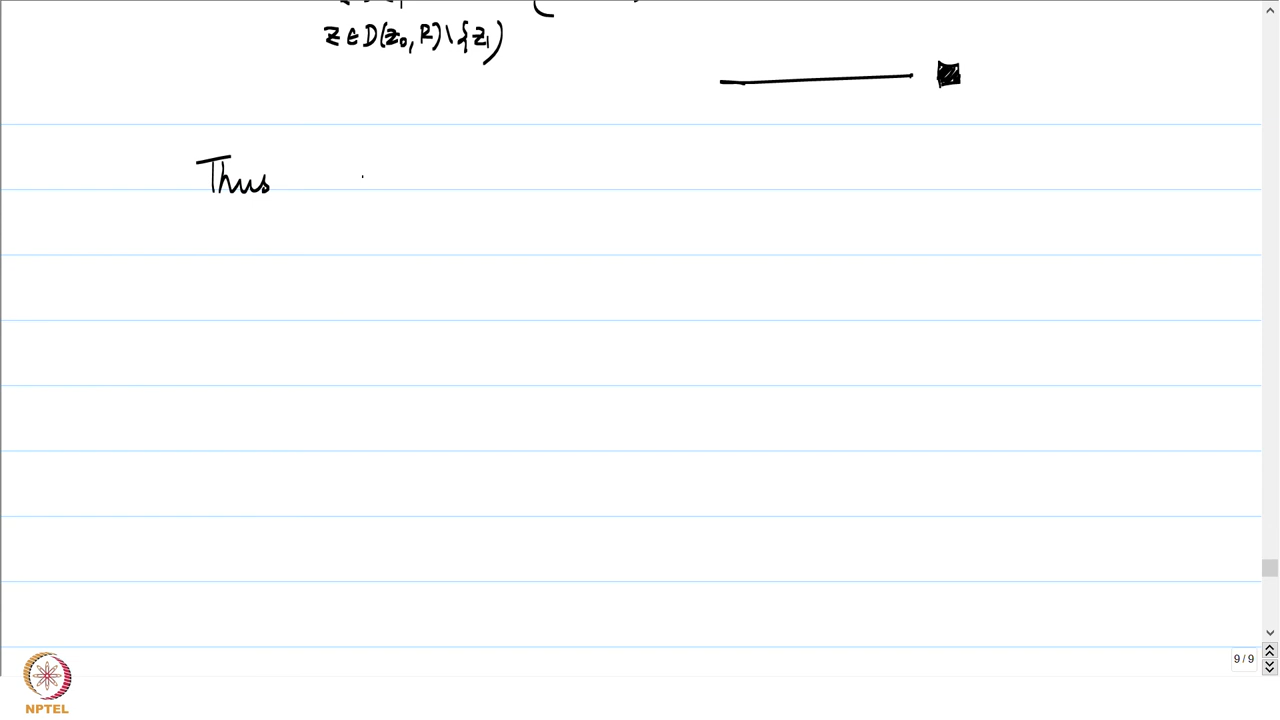 z ∈ D(z₀, R) \ {z₁)
Thus
9 / 9
NPTEL